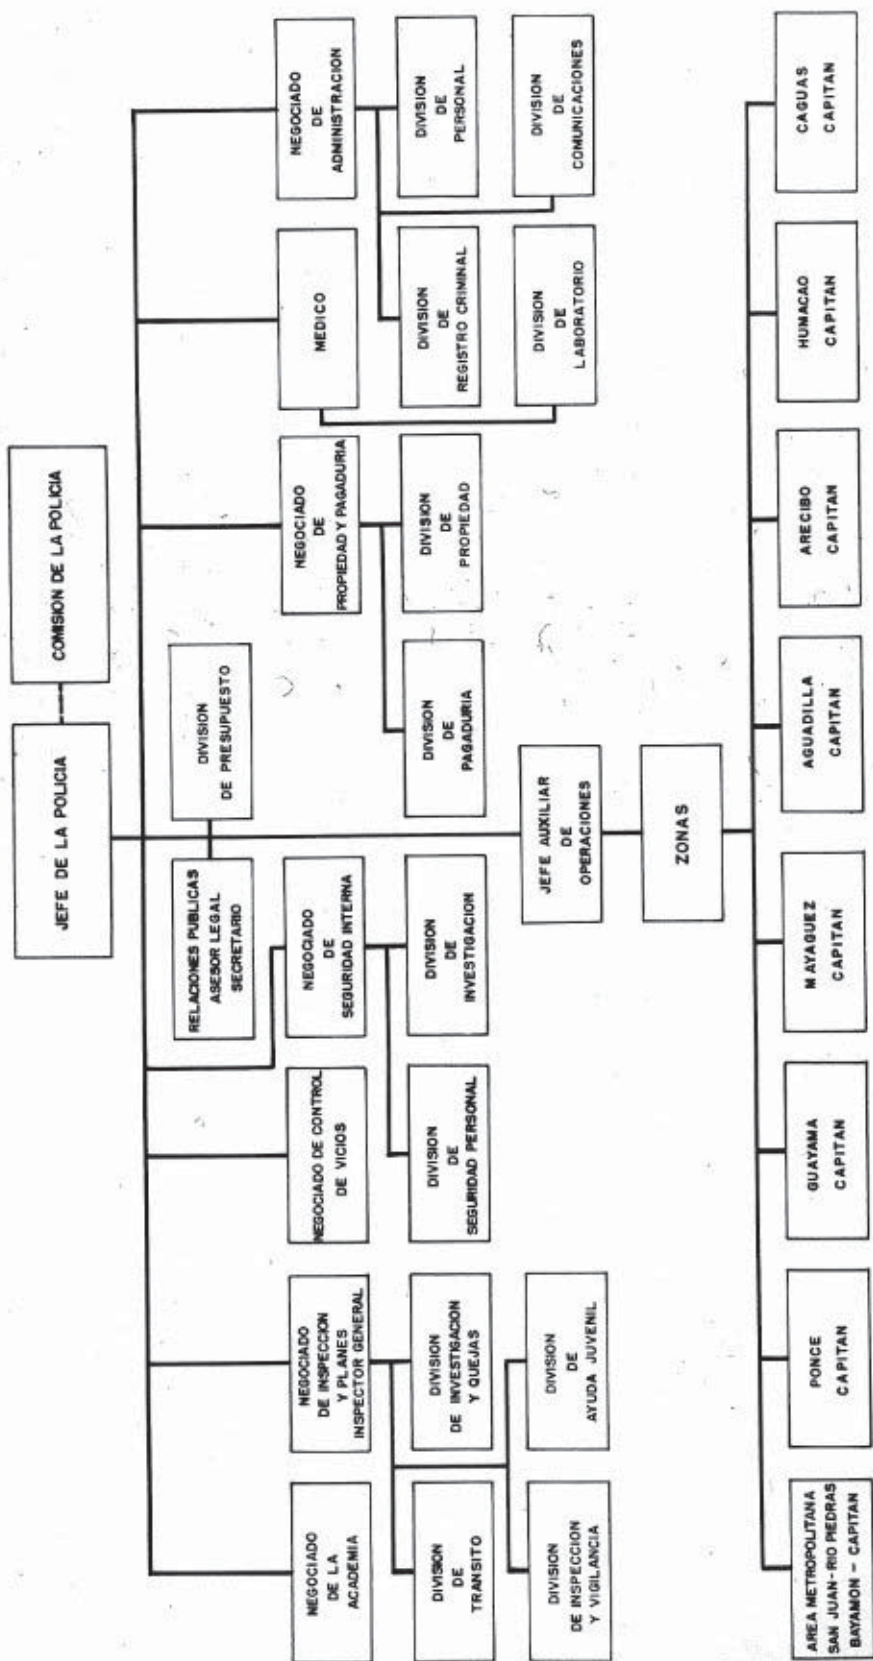 JEFE DE LA POLICIA
COMISION DE LA POLICIA
RELACIONES PUBLICAS
ASESOR LEGAL
SECRETARIO
DIVISION
DE PRESUPUESTO
NEGOCIADO
DE LA
ACADEMIA
NEGOCIADO
DE INSPECCION
Y PLANES
INSPECTOR GENERAL
NEGOCIADO DE CONTROL
DE VICIOS
NEGOCIADO
DE
SEGURIDAD INTERNA
NEGOCIADO
DE
PROPIEDAD Y PAGADURIA
MEDICO
NEGOCIADO
DE
ADMINISTRACION
DIVISION
DE
TRANSITO
DIVISION
DE INVESTIGACION
Y QUEJAS
DIVISION
DE
SEGURIDAD PERSONAL
DIVISION
DE
INVESTIGACION
DIVISION
DE
PAGADURIA
DIVISION
DE
PROPIEDAD
DIVISION
DE
REGISTRO CRIMINAL
DIVISION
DE
PERSONAL
DIVISION
DE INSPECCION
Y VIGILANCIA
DIVISION
DE
AYUDA JUVENIL
JEFE AUXILIAR
DE
OPERACIONES
DIVISION
DE
LABORATORIO
DIVISION
DE
COMUNICACIONES
ZONAS
AREA METROPOLITANA
SAN JUAN-RIO PIEDRAS
BAYAMON - CAPITAN
PONCE
CAPITAN
GUAYAMA
CAPITAN
MAYAGUEZ
CAPITAN
AGUADILLA
CAPITAN
ARECIBO
CAPITAN
HUMACAO
CAPITAN
CAGUAS
CAPITAN